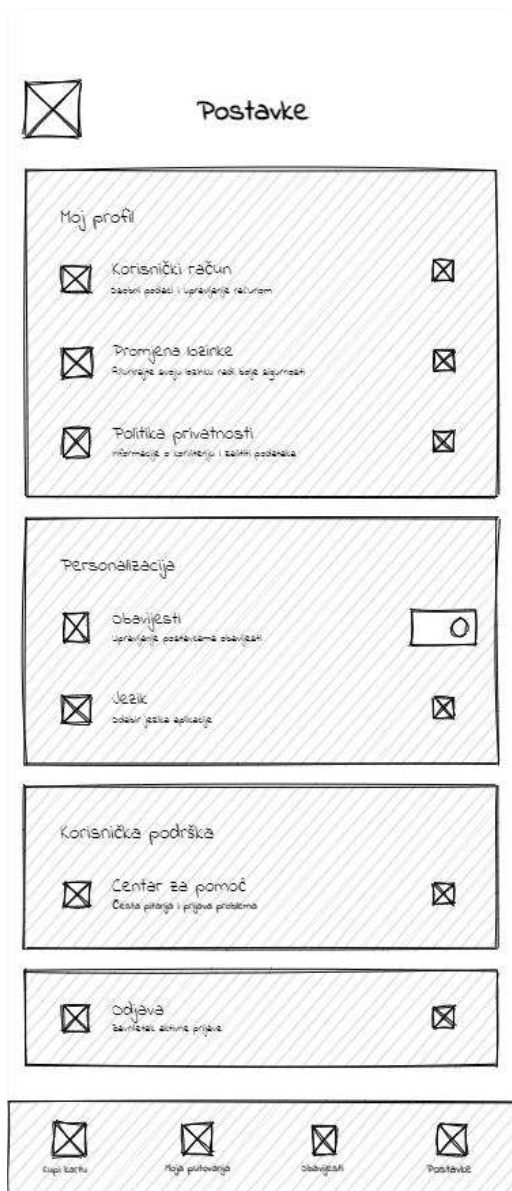 Postavke
Moj profil
Korisnički račun
Osobni podaci i upravljanje računom
Promjena lozinke
Ažurirajte svoju lozinku radi bolje sigurnosti
Politika privatnosti
Informacije o korištenju i zaštiti podataka
Personalizacija
Obavijesti
Upravljanje postavkama obavijesti
Jezik
Odabir jezika aplikacije
Korisnička podrška
Centar za pomoć
Česta pitanja i prijava problema
Odjava
Završetak aktivne prijave
Kupi kartu
Moja putovanja
Obavijesti
Postavke